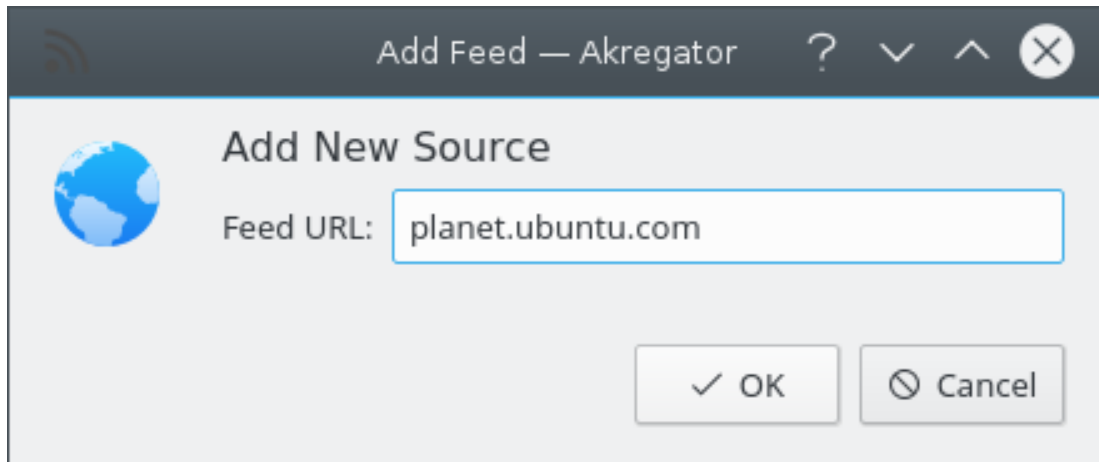 Add Feed — Akregator
Add New Source
Feed URL: planet.ubuntu.com
OK Cancel